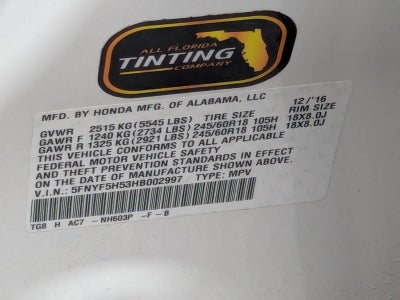 ALL FLORIDA
TINTING
COMPANY
MFD. BY HONDA MFG. OF ALABAMA, LLC 12/'16
GVWR 2515 KG (5545 LBS) TIRE SIZE RIM SIZE
GAWR F 1240 KG (2734 LBS) 245/60R18 105H 18X8.0J
GAWR R 1325 KG (2921 LBS) 245/60R18 105H 18X8.0J
THIS VEHICLE CONFORMS TO ALL APPLICABLE
FEDERAL MOTOR VEHICLE SAFETY
AND THEFT PREVENTION STANDARDS IN EFFECT
ON THE DATE OF MANUFACTURE SHOWN ABOVE.
V.I.N.: 5FNYF5H53HB002997 TYPE: MPV
TG8 H AC7 -NH603P -F-B